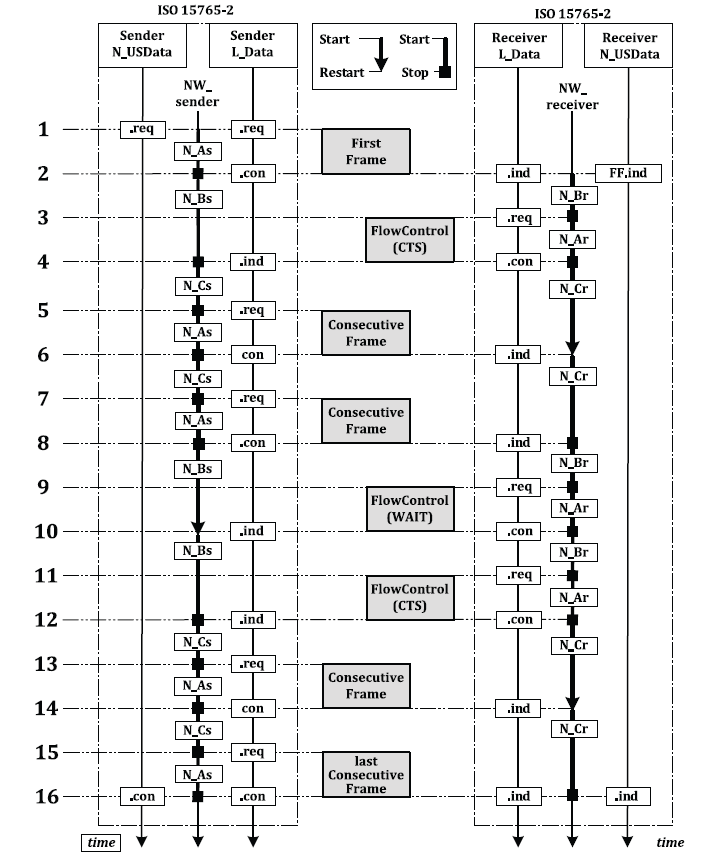 ISO 15765-2
ISO 15765-2
Sender
N_USData
Sender
L_Data
Start
Restart
Start
Stop
Receiver
L_Data
Receiver
N_USData
NW_
sender
NW_
receiver
1
.req
.req
First
Frame
N_As
2
.con
.ind
FF.ind
N_Bs
N_Br
3
.req
FlowControl
(CTS)
N_Ar
4
.ind
.con
N_Cs
N_Cr
5
.req
Consecutive
Frame
N_As
6
con
.ind
N_Cs
N_Cr
7
.req
Consecutive
Frame
N_As
8
.con
.ind
N_Bs
N_Br
9
.req
FlowControl
(WAIT)
N_Ar
10
.ind
.con
N_Bs
N_Br
11
.req
FlowControl
(CTS)
N_Ar
12
.ind
.con
N_Cs
N_Cr
13
.req
Consecutive
Frame
N_As
14
con
.ind
N_Cs
N_Cr
15
.req
last
Consecutive
Frame
N_As
16
.con
.con
.ind
.ind
time
time